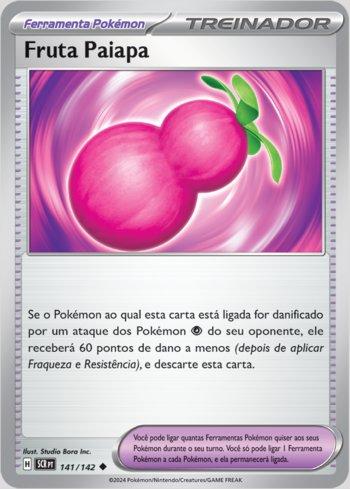 Ferramenta Pokémon
TREINADOR
Fruta Paiapa
Se o Pokémon ao qual esta carta está ligada for danificado
por um ataque dos Pokémon do seu oponente, ele
receberá 60 pontos de dano a menos (depois de aplicar
Fraqueza e Resistência), e descarte esta carta.
Ilust. Studio Bora Inc.
H SCR PT 141/142
Você pode ligar quantas Ferramentas Pokémon quiser aos seus
Pokémon durante o seu turno. Você só pode ligar 1 Ferramenta
Pokémon a cada Pokémon, e ela permanecerá ligada.
©2024 Pokémon/Nintendo/Creatures/GAME FREAK